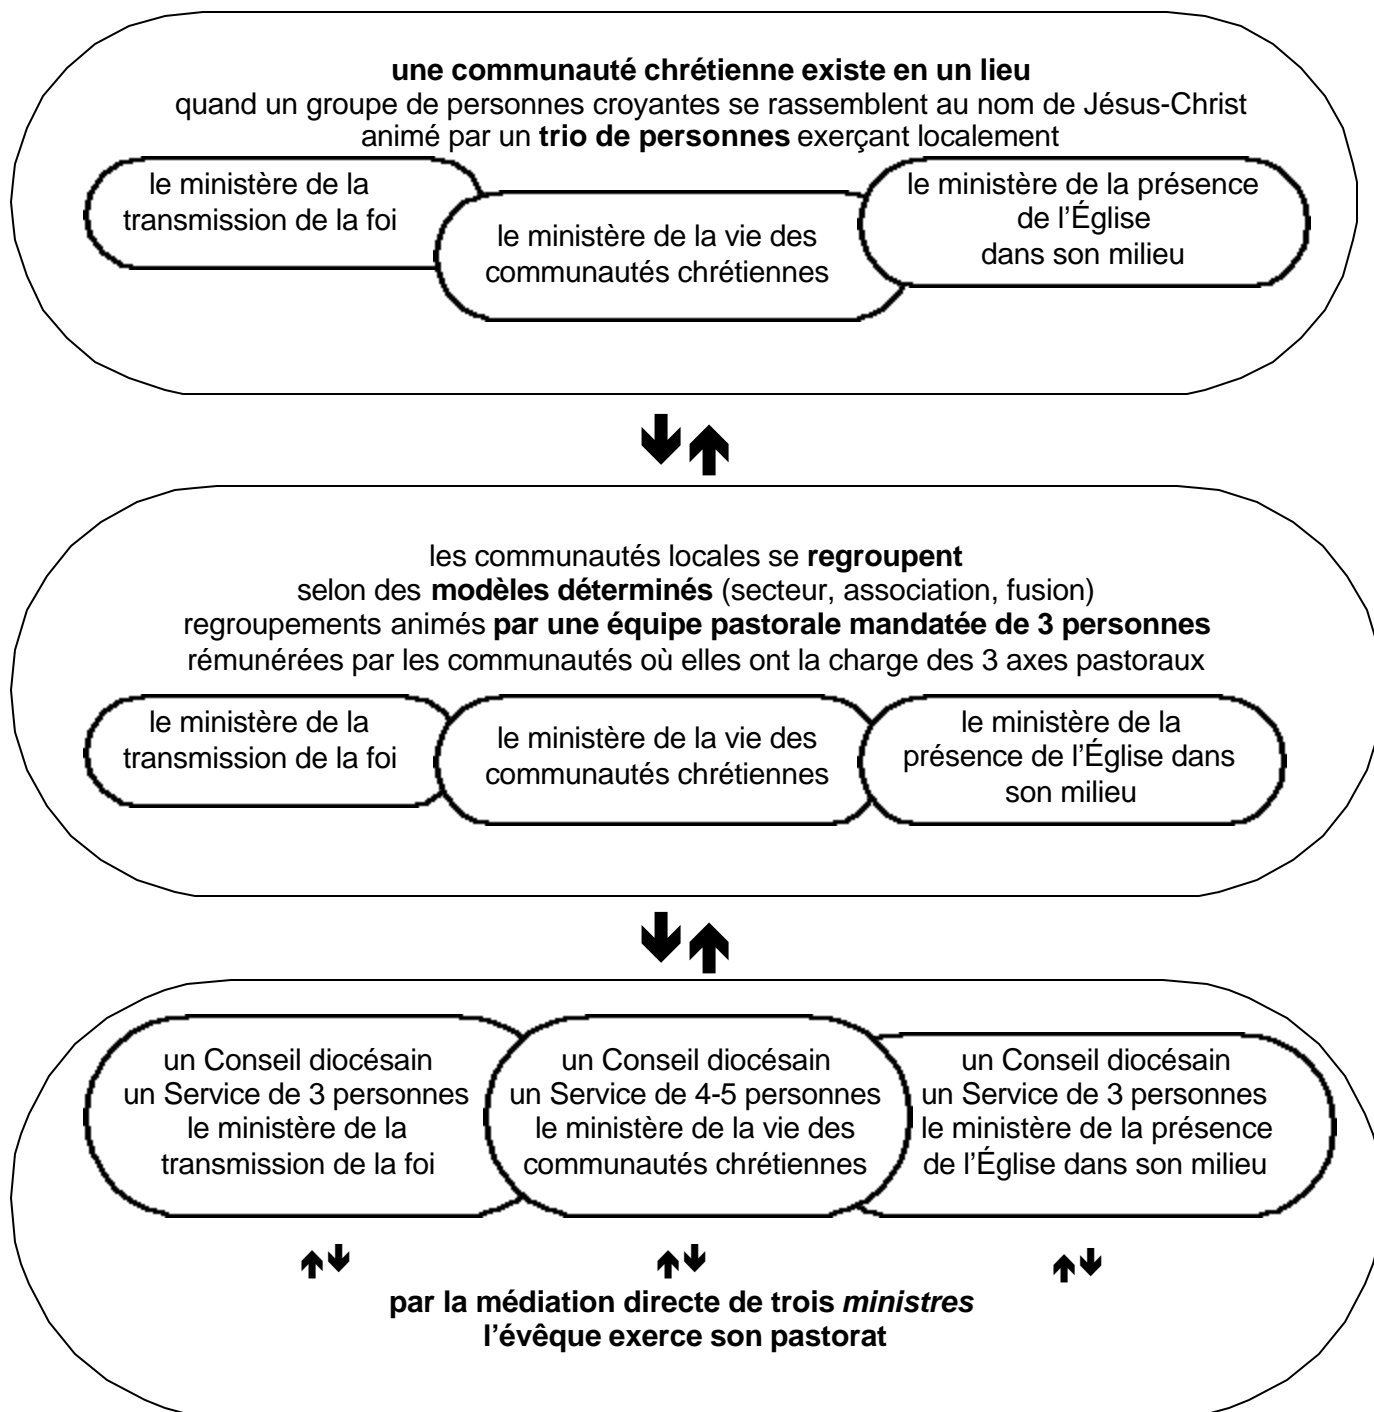 une communauté chrétienne existe en un lieu
quand un groupe de personnes croyantes se rassemblent au nom de Jésus-Christ
animé par un trio de personnes exerçant localement
le ministère de la
transmission de la foi
le ministère de la vie des
communautés chrétiennes
le ministère de la présence
de l’Église
dans son milieu
les communautés locales se regroupent
selon des modèles déterminés (secteur, association, fusion)
regroupements animés par une équipe pastorale mandatée de 3 personnes
rémunérées par les communautés où elles ont la charge des 3 axes pastoraux
le ministère de la
transmission de la foi
le ministère de la vie des
communautés chrétiennes
le ministère de la
présence de l’Église dans
son milieu
un Conseil diocésain
un Service de 3 personnes
le ministère de la
transmission de la foi
un Conseil diocésain
un Service de 4-5 personnes
le ministère de la vie des
communautés chrétiennes
un Conseil diocésain
un Service de 3 personnes
le ministère de la présence
de l’Église dans son milieu
par la médiation directe de trois ministres
l’évêque exerce son pastorat